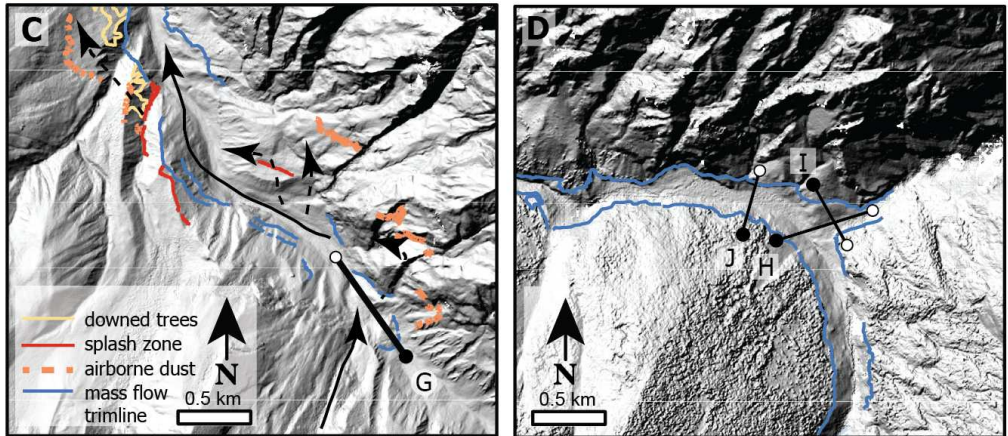 C
G
downed trees
splash zone
airborne dust
mass flow
trimline
N
0.5 km
D
I
J
H
N
0.5 km